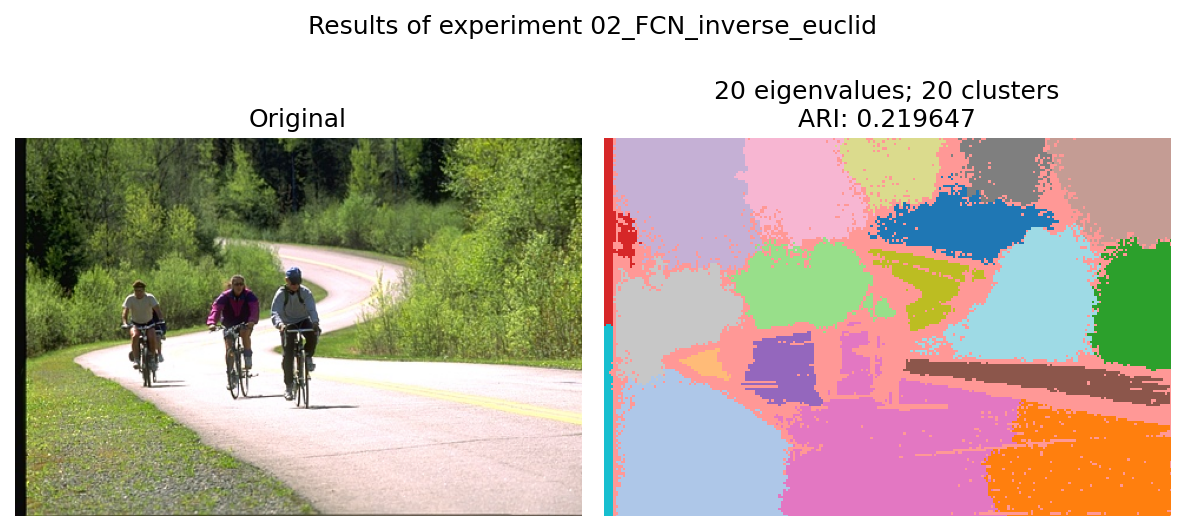 Results of experiment 02_FCN_inverse_euclid
Original
20 eigenvalues; 20 clusters
ARI: 0.219647